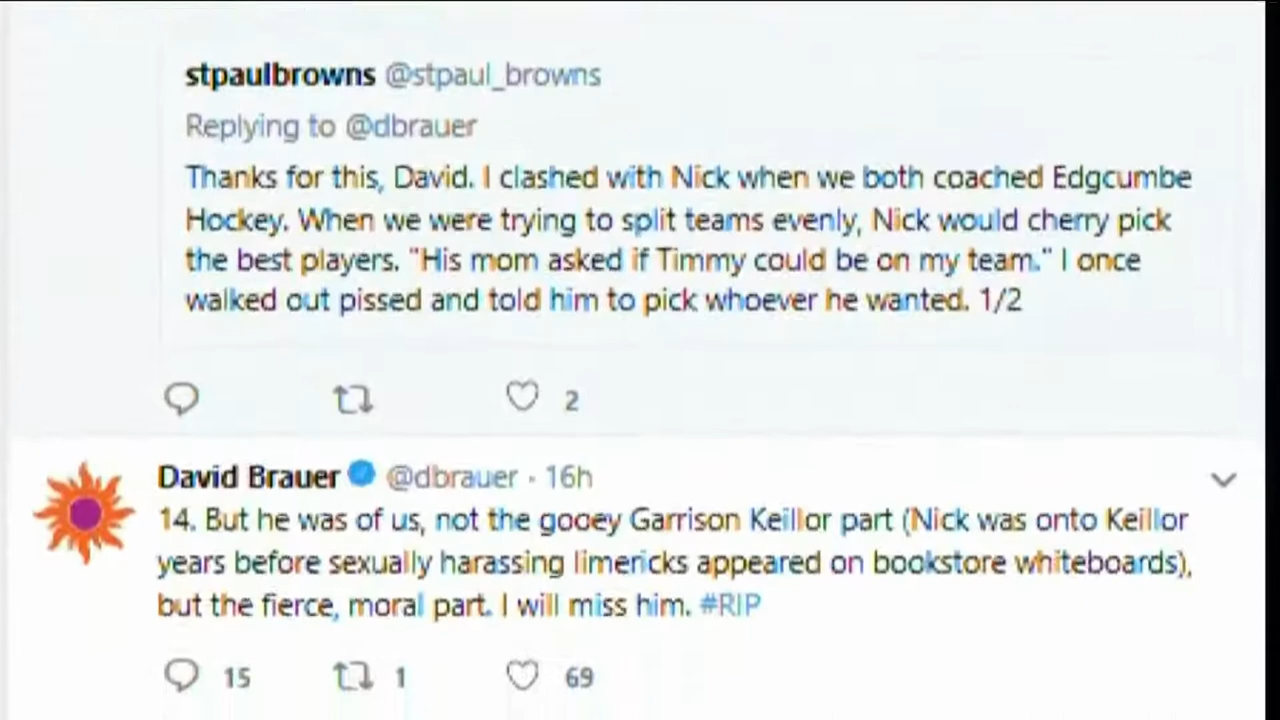 stpaulbrowns @stpaul_browns
Replying to @dbrauer
Thanks for this, David. I clashed with Nick when we both coached Edgcumbe
Hockey. When we were trying to split teams evenly, Nick would cherry pick
the best players. "His mom asked if Timmy could be on my team." I once
walked out pissed and told him to pick whoever he wanted. 1/2
2
David Brauer @dbrauer · 16h
14. But he was of us, not the gooey Garrison Keillor part (Nick was onto Keillor
years before sexually harassing limericks appeared on bookstore whiteboards),
but the fierce, moral part. I will miss him. #RIP
15 1 69